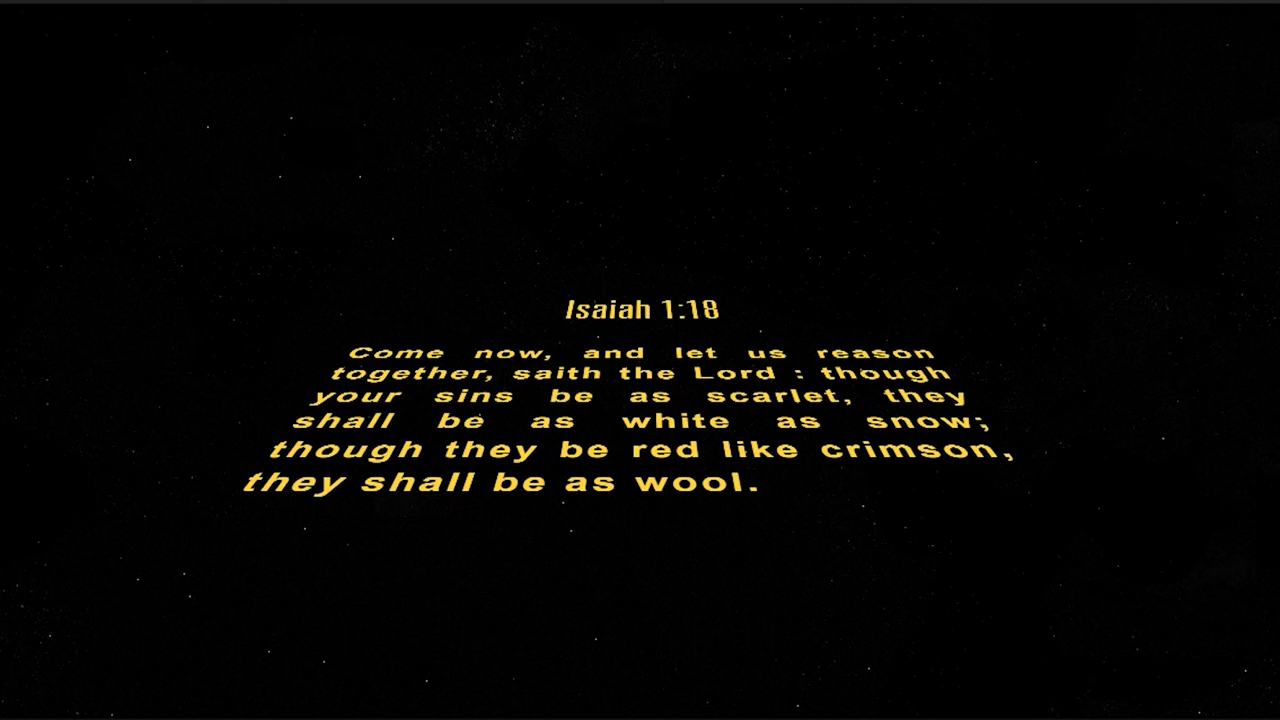 Isaiah 1:18
Come now, and let us reason
together, saith the Lord : though
your sins be as scarlet, they
shall be as white as snow;
though they be red like crimson,
they shall be as wool.